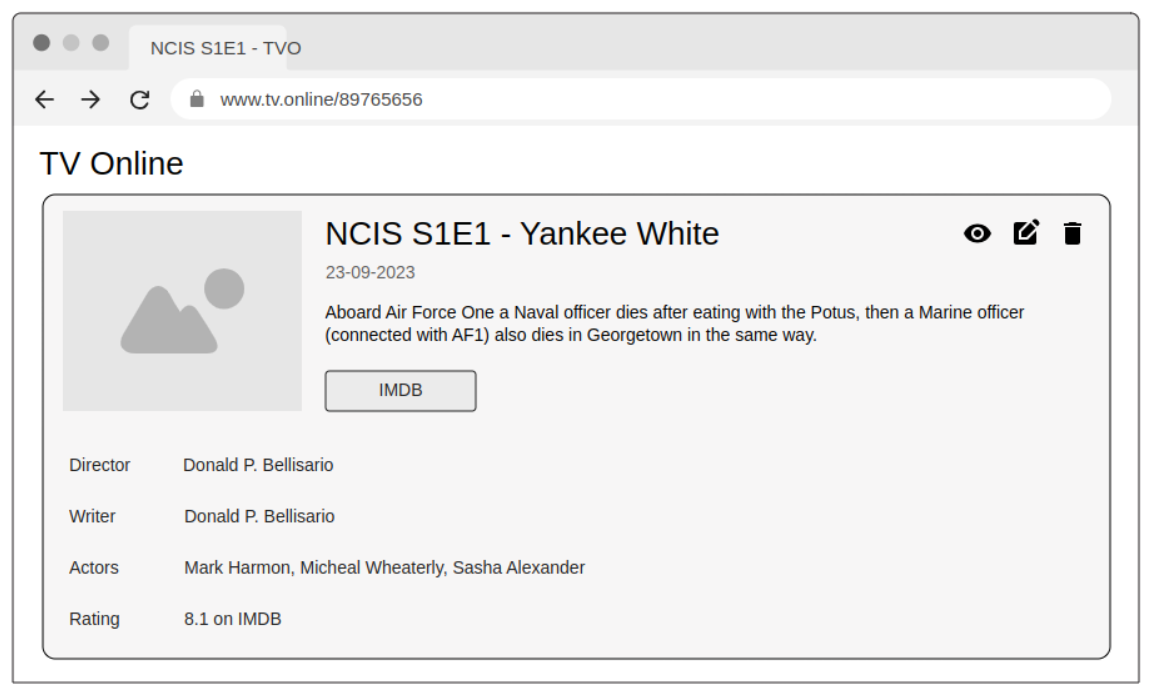 NCIS S1E1 - TVO
www.tv.online/89765656
TV Online
NCIS S1E1 - Yankee White
23-09-2023
Aboard Air Force One a Naval officer dies after eating with the Potus, then a Marine officer
(connected with AF1) also dies in Georgetown in the same way.
IMDB
Director Donald P. Bellisario
Writer Donald P. Bellisario
Actors Mark Harmon, Micheal Wheaterly, Sasha Alexander
Rating 8.1 on IMDB